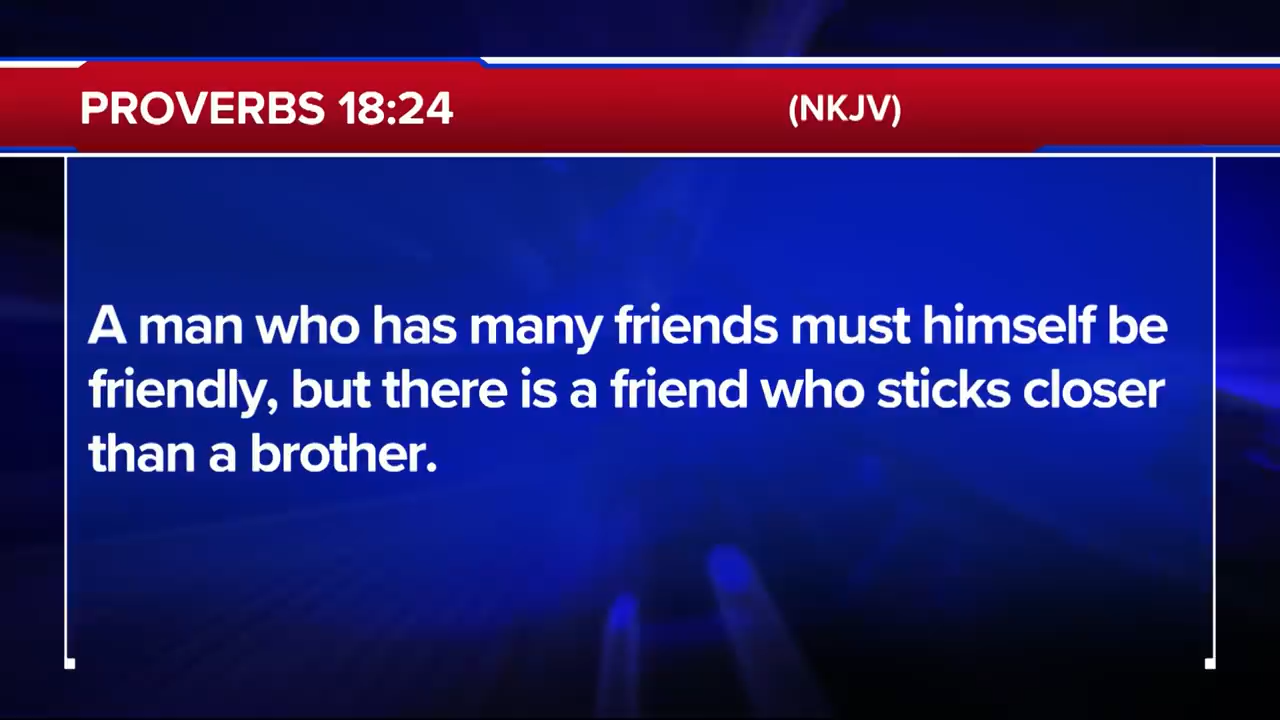 PROVERBS 18:24 (NKJV)
A man who has many friends must himself be
friendly, but there is a friend who sticks closer
than a brother.